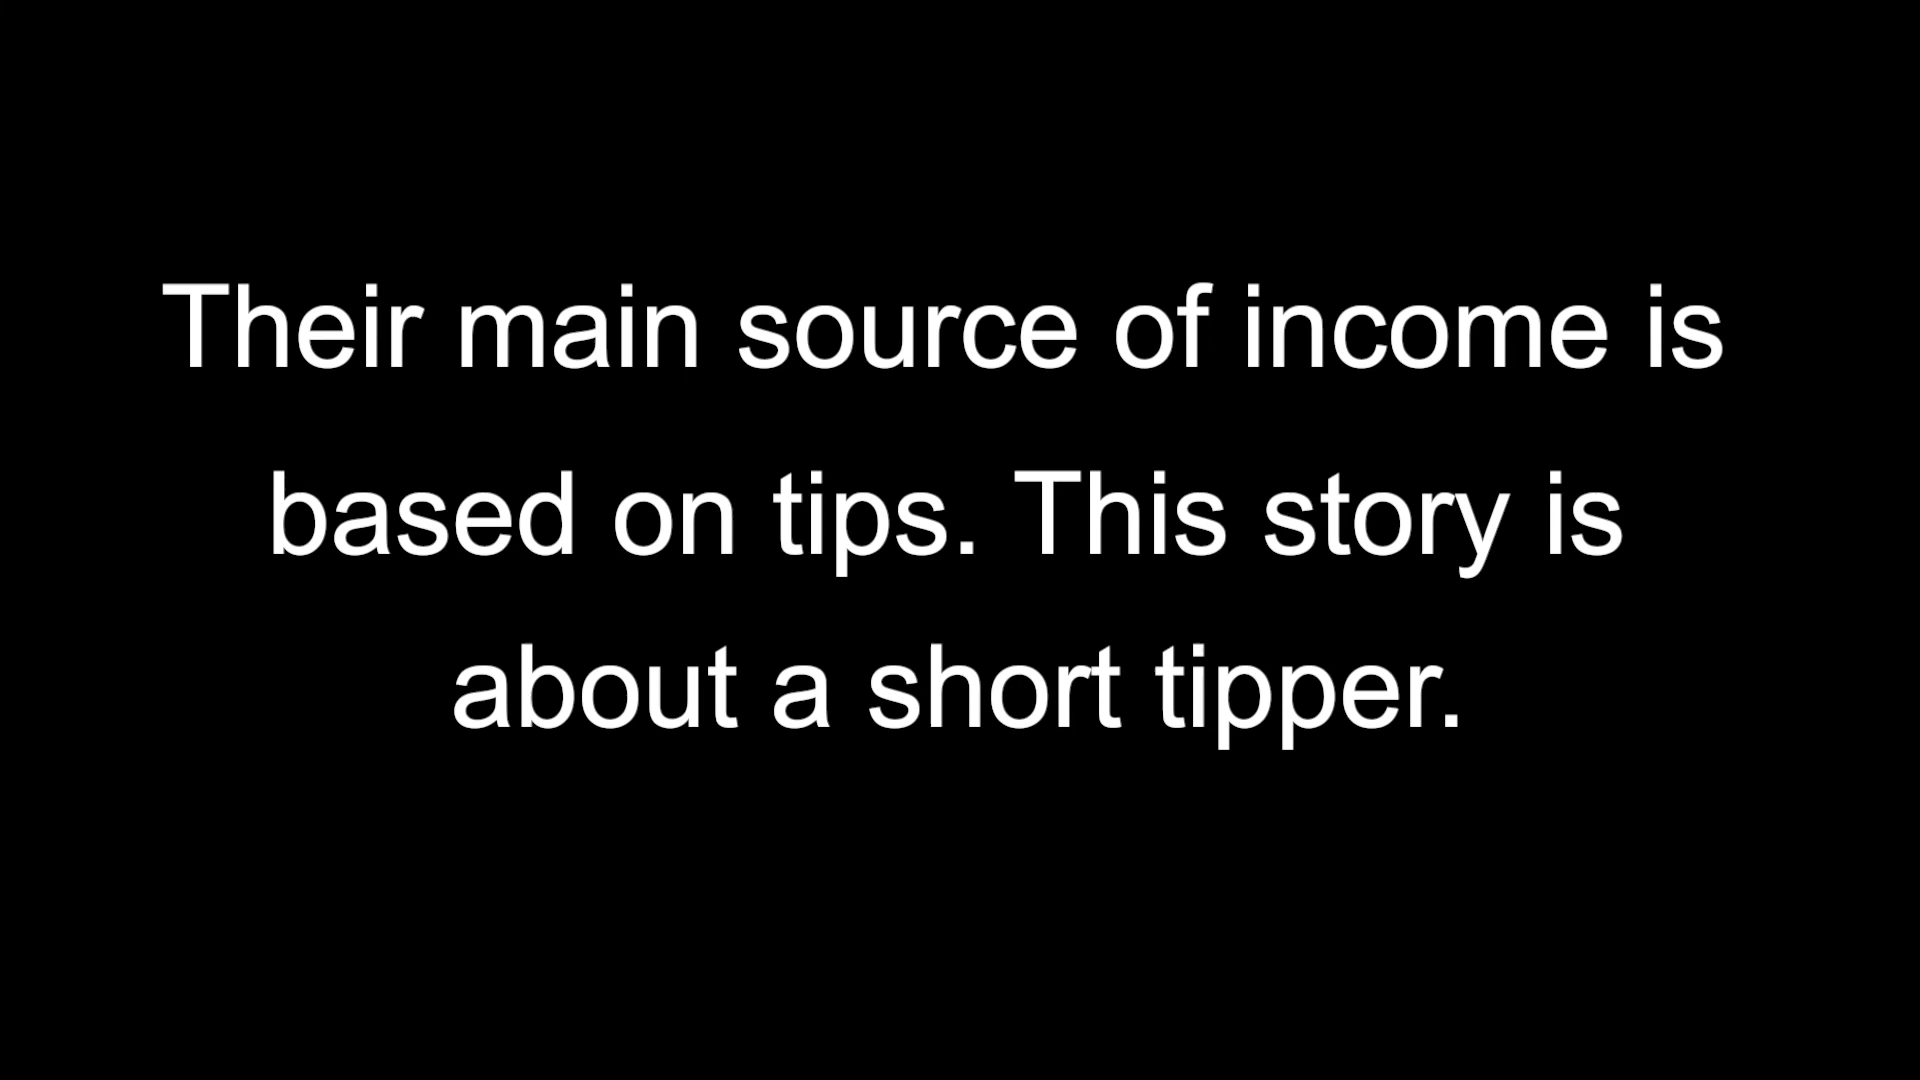 Their main source of income is
based on tips. This story is
about a short tipper.